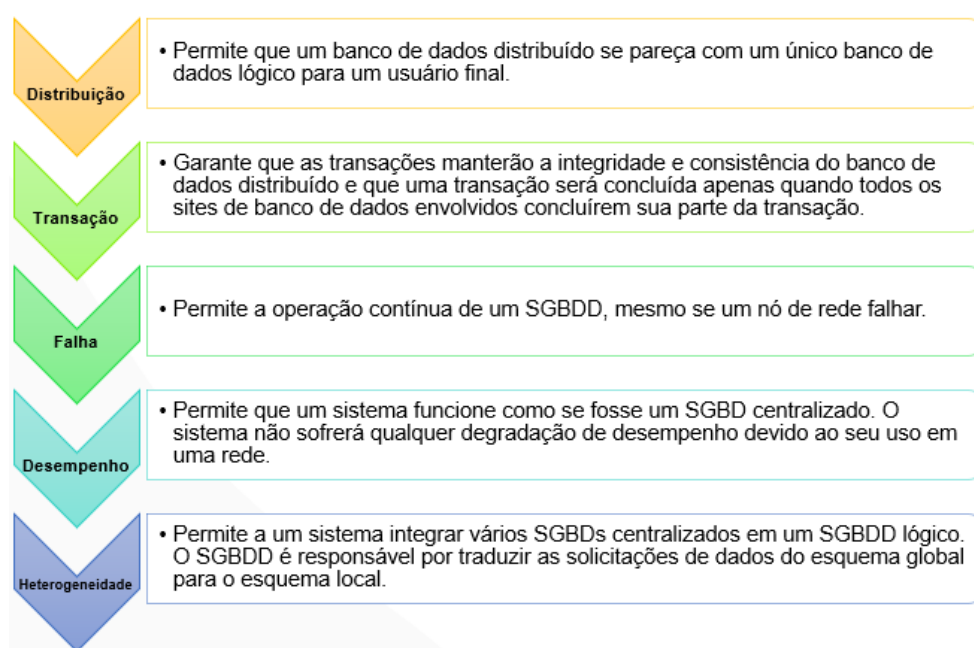 Distribuição
• Permite que um banco de dados distribuído se pareça com um único banco de
dados lógico para um usuário final.
Transação
• Garante que as transações manterão a integridade e consistência do banco de
dados distribuído e que uma transação será concluída apenas quando todos os
sites de banco de dados envolvidos concluírem sua parte da transação.
Falha
• Permite a operação contínua de um SGBDD, mesmo se um nó de rede falhar.
Desempenho
• Permite que um sistema funcione como se fosse um SGBD centralizado. O
sistema não sofrerá qualquer degradação de desempenho devido ao seu uso em
uma rede.
Heterogeneidade
• Permite a um sistema integrar vários SGBDs centralizados em um SGBDD lógico.
O SGBDD é responsável por traduzir as solicitações de dados do esquema global
para o esquema local.